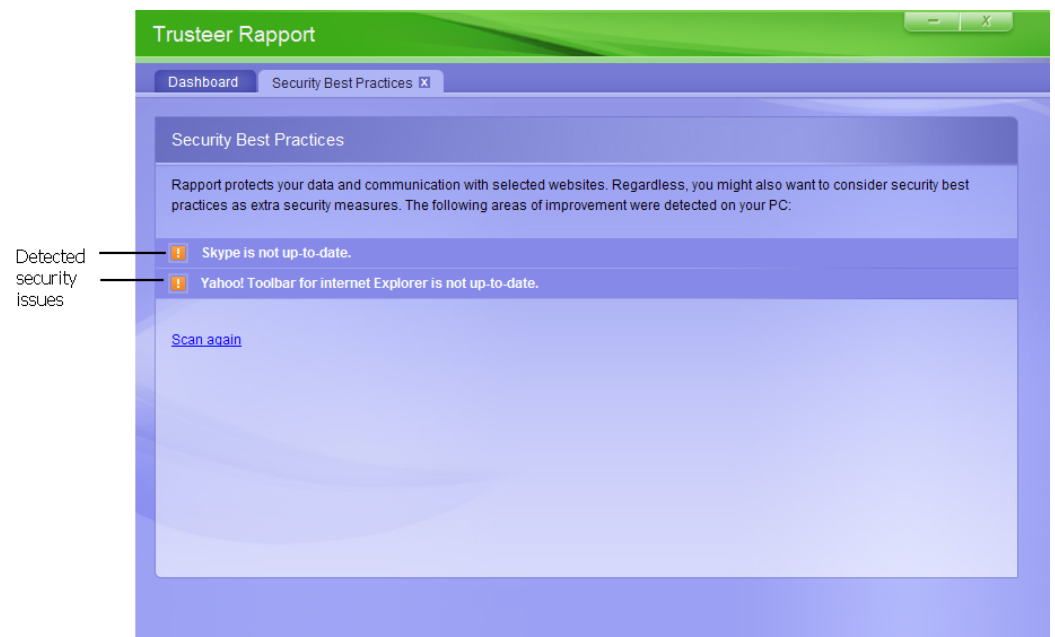 Trusteer Rapport
– X
Dashboard Security Best Practices x
Security Best Practices
Rapport protects your data and communication with selected websites. Regardless, you might also want to consider security best
practices as extra security measures. The following areas of improvement were detected on your PC:
Detected
security
issues
! Skype is not up-to-date.
! Yahoo! Toolbar for internet Explorer is not up-to-date.
Scan again